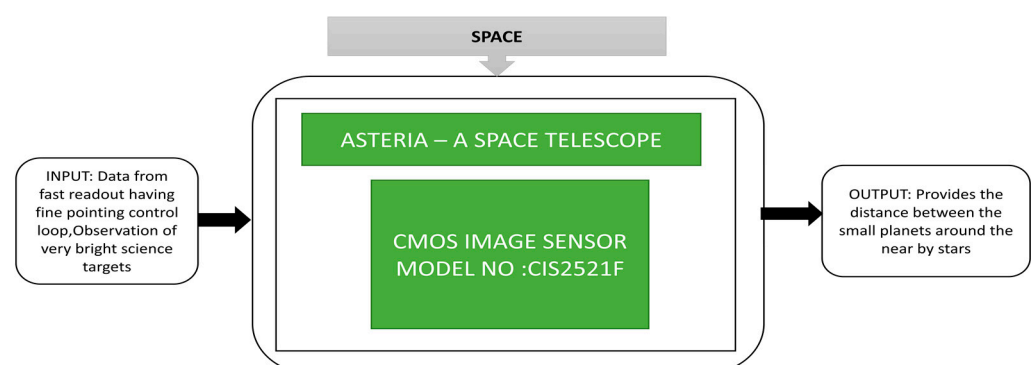 SPACE
ASTERIA – A SPACE TELESCOPE
INPUT: Data from
fast readout having
fine pointing control
loop,Observation of
very bright science
targets
CMOS IMAGE SENSOR
MODEL NO :CIS2521F
OUTPUT: Provides the
distance between the
small planets around the
near by stars